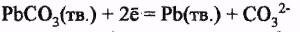 PbCO₃(тв.) + 2ē = Pb(тв.) + CO₃²⁻